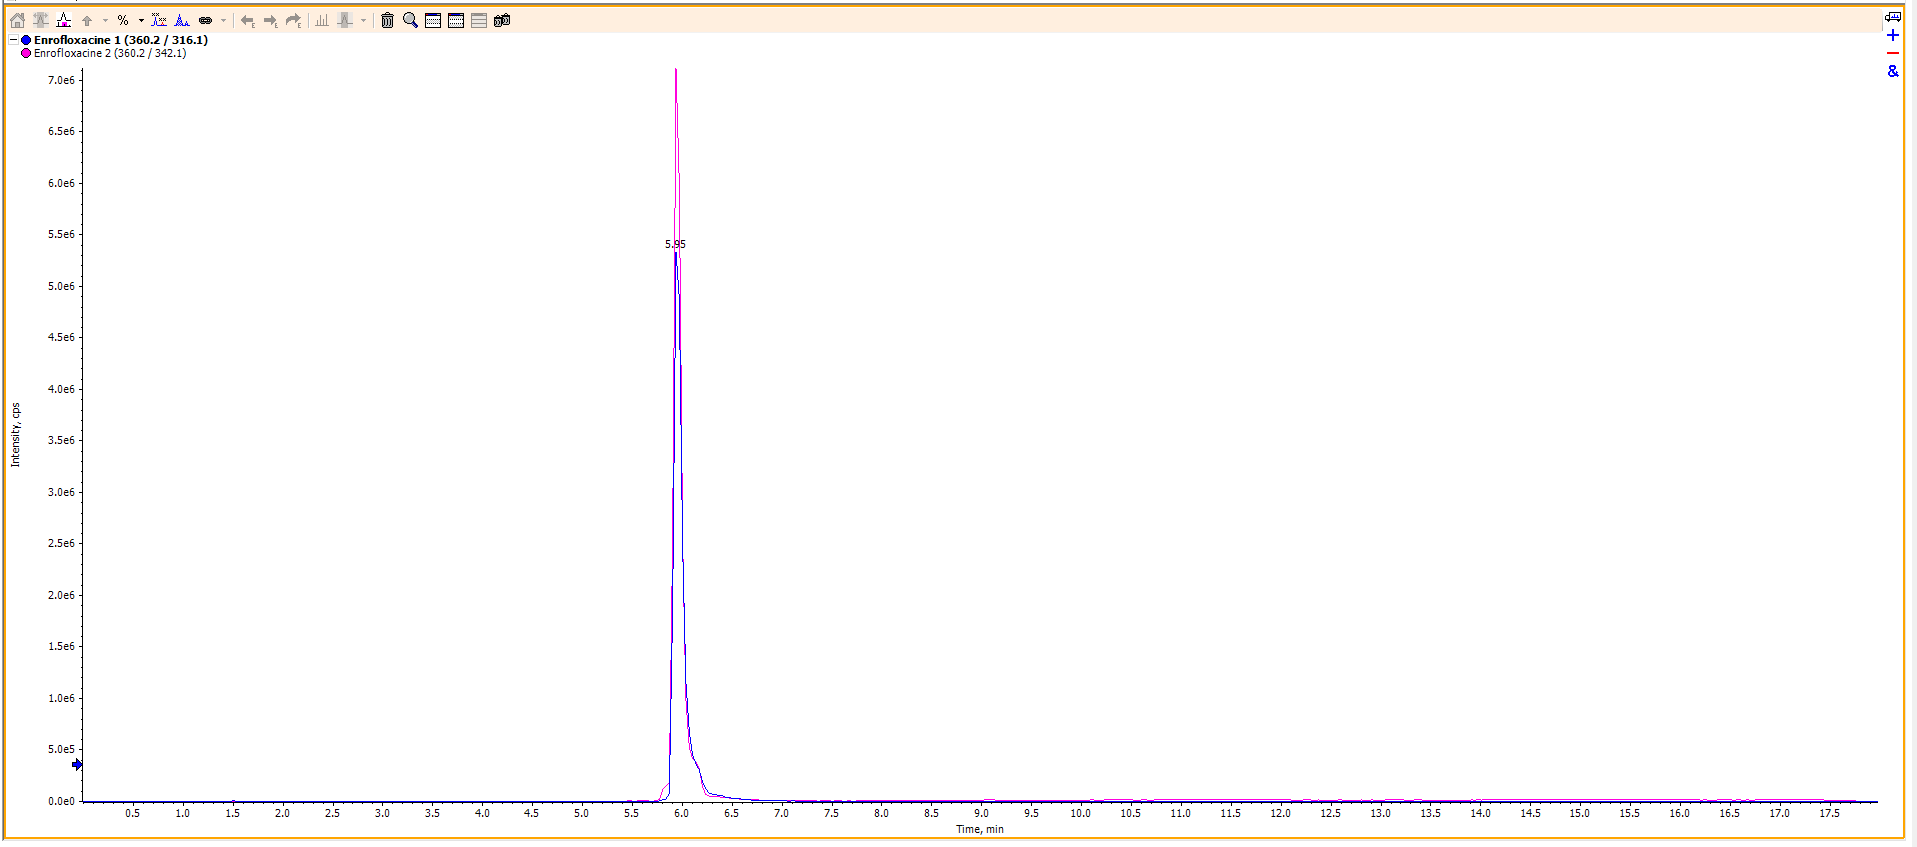 %
Enrofloxacine 1 (360.2 / 316.1)
Enrofloxacine 2 (360.2 / 342.1)
&
7.0e6
6.5e6
6.0e6
5.5e6
5.95
5.0e6
4.5e6
4.0e6
3.5e6
Intensity, cps
3.0e6
2.5e6
2.0e6
1.5e6
1.0e6
5.0e5
0.0e0
0.5 1.0 1.5 2.0 2.5 3.0 3.5 4.0 4.5 5.0 5.5 6.0 6.5 7.0 7.5 8.0 8.5 9.0 9.5 10.0 10.5 11.0 11.5 12.0 12.5 13.0 13.5 14.0 14.5 15.0 15.5 16.0 16.5 17.0 17.5
Time, min